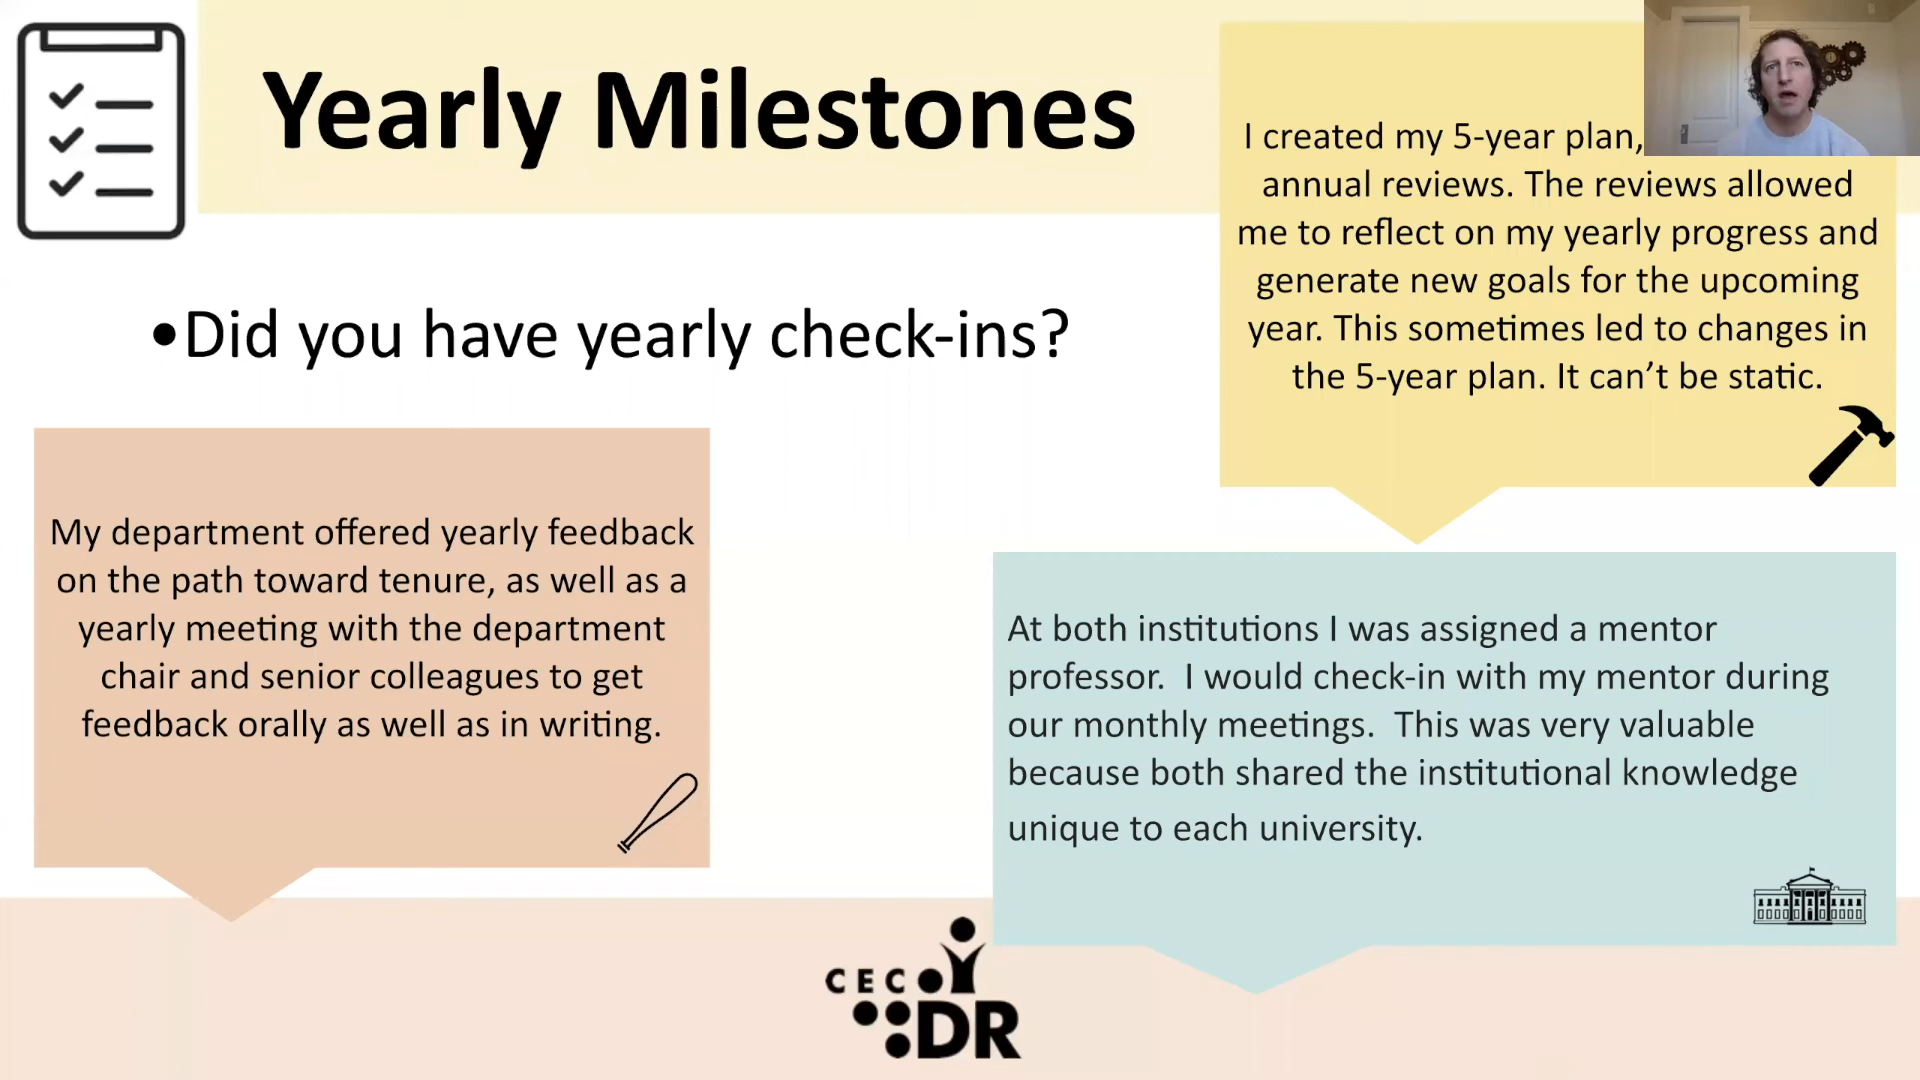 Yearly Milestones
•Did you have yearly check-ins?
I created my 5-year plan,
annual reviews. The reviews allowed
me to reflect on my yearly progress and
generate new goals for the upcoming
year. This sometimes led to changes in
the 5-year plan. It can’t be static.
My department offered yearly feedback
on the path toward tenure, as well as a
yearly meeting with the department
chair and senior colleagues to get
feedback orally as well as in writing.
At both institutions I was assigned a mentor
professor.  I would check-in with my mentor during
our monthly meetings.  This was very valuable
because both shared the institutional knowledge
unique to each university.
CEC
DR